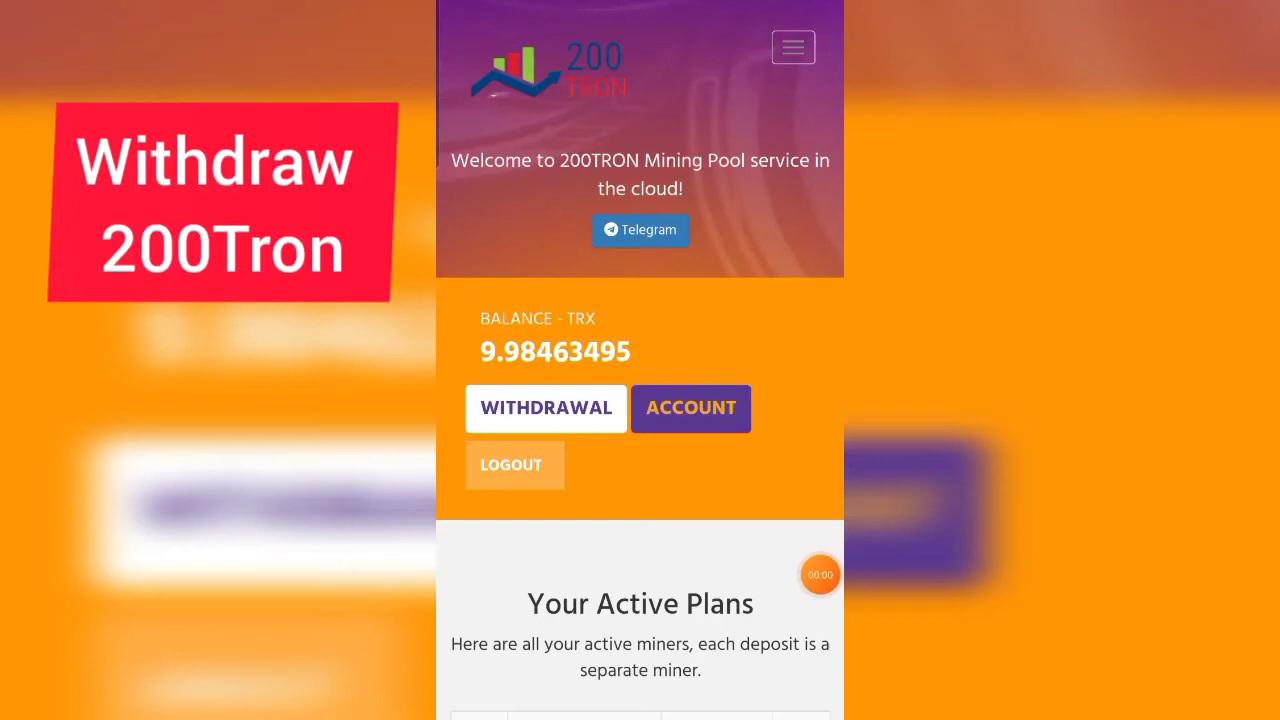 Withdraw
200Tron
200
TRON
Welcome to 200TRON Mining Pool service in
the cloud!
Telegram
BALANCE - TRX
9.98463495
WITHDRAWAL
ACCOUNT
LOGOUT
00:00
Your Active Plans
Here are all your active miners, each deposit is a
separate miner.